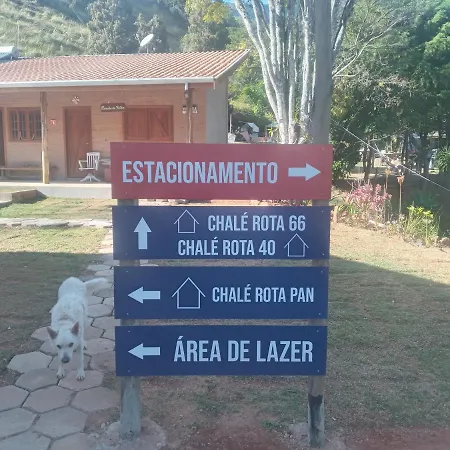 ESTACIONAMENTO
CHALÉ ROTA 66
CHALÉ ROTA 40
CHALÉ ROTA PAN
ÁREA DE LAZER